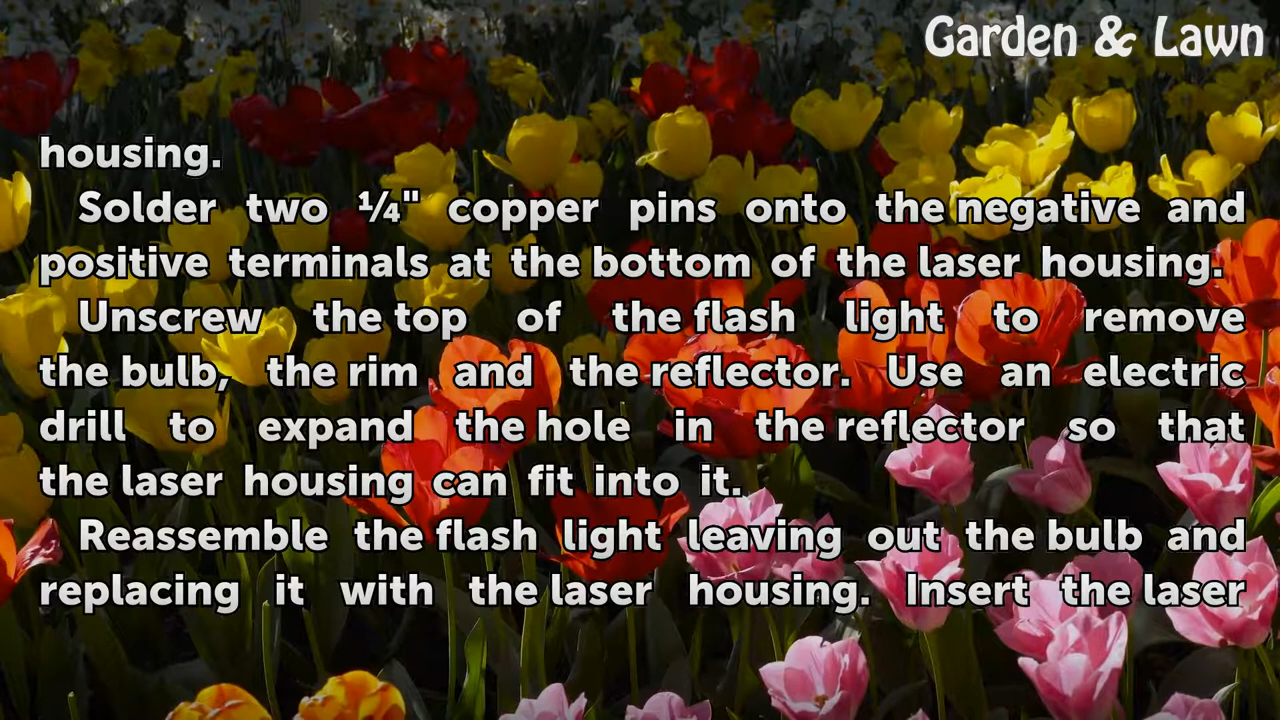 Garden & Lawn
housing.
Solder two ¼" copper pins onto the negative and
positive terminals at the bottom of the laser housing.
Unscrew the top of the flash light to remove
the bulb, the rim and the reflector. Use an electric
drill to expand the hole in the reflector so that
the laser housing can fit into it.
Reassemble the flash light leaving out the bulb and
replacing it with the laser housing. Insert the laser